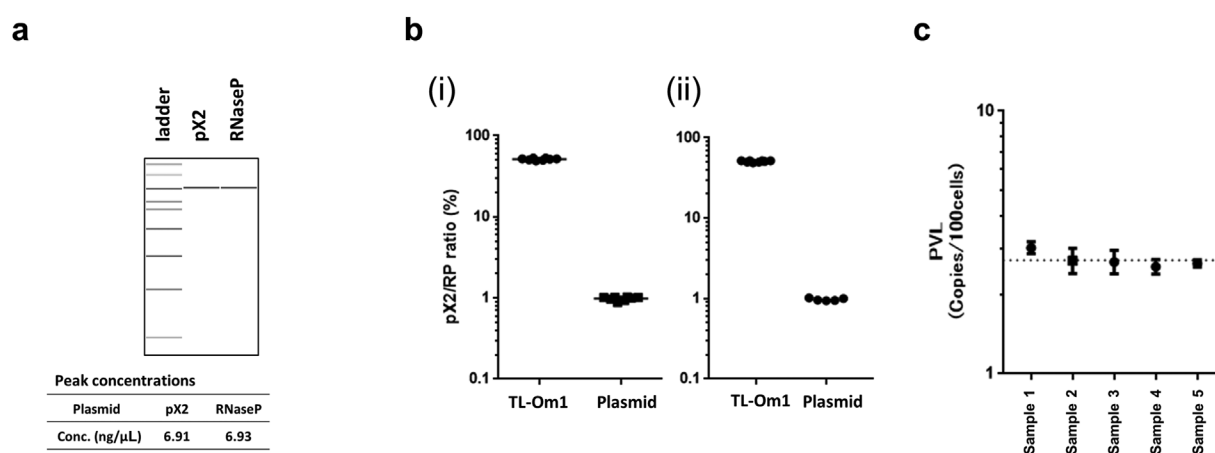 a
b
c
ladder
pX2
RNaseP
Peak concentrations
Plasmid pX2 RNaseP
Conc. (ng/µL) 6.91 6.93
(i)
pX2/RP ratio (%)
100
10
1
0.1
TL-Om1 Plasmid
(ii)
100
10
1
0.1
TL-Om1 Plasmid
PVL
(Copies/100cells)
10
1
Sample 1
Sample 2
Sample 3
Sample 4
Sample 5